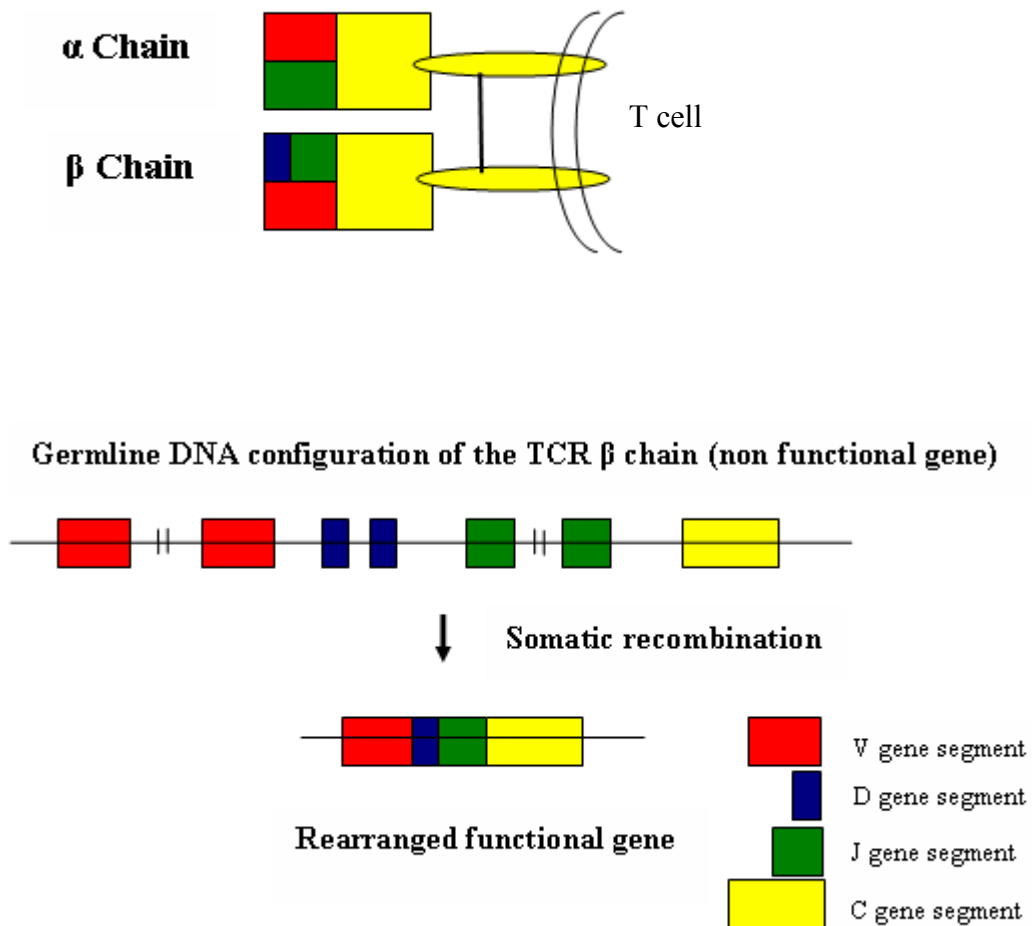 α Chain
T cell
β Chain
Germline DNA configuration of the TCR β chain (non functional gene)
Somatic recombination
V gene segment
D gene segment
Rearranged functional gene
J gene segment
C gene segment